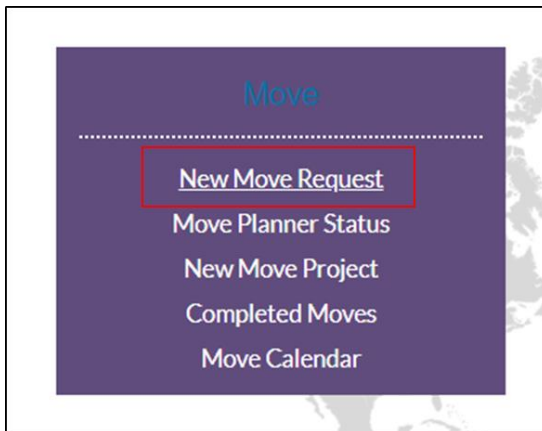 Move
New Move Request
Move Planner Status
New Move Project
Completed Moves
Move Calendar